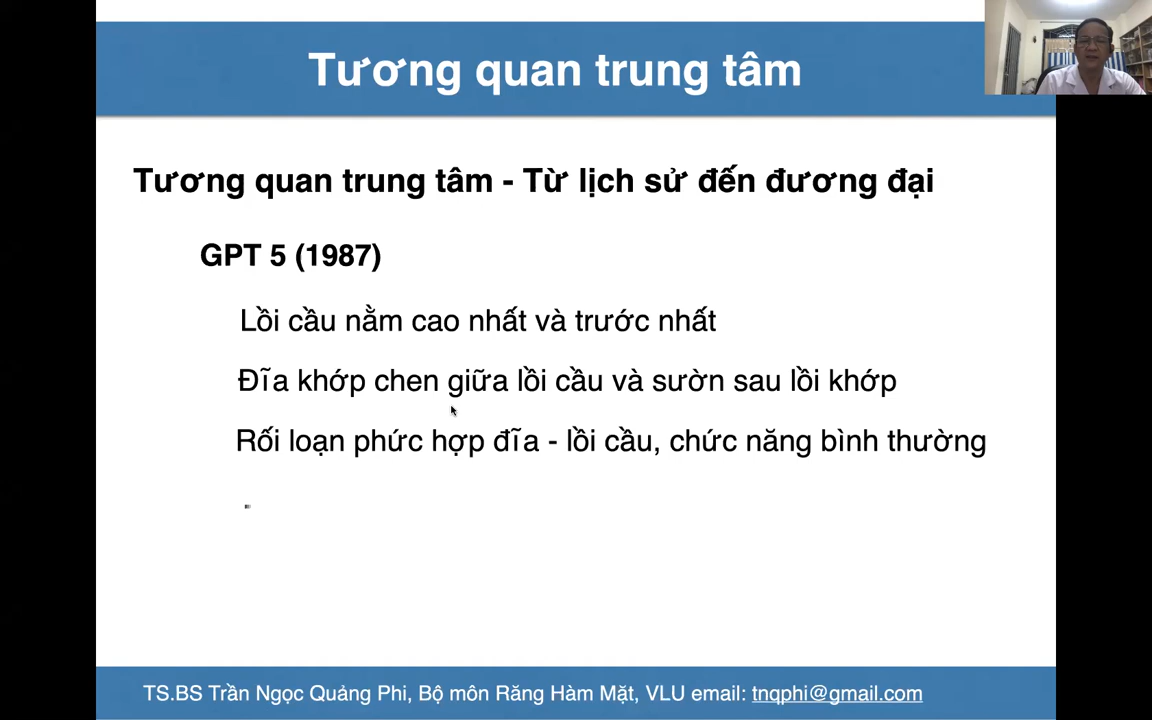 Tương quan trung tâm
Tương quan trung tâm - Từ lịch sử đến đương đại
GPT 5 (1987)
Lồi cầu nằm cao nhất và trước nhất
Đĩa khớp chen giữa lồi cầu và sườn sau lồi khớp
Rối loạn phức hợp đĩa - lồi cầu, chức năng bình thường
TS.BS Trần Ngọc Quảng Phi, Bộ môn Răng Hàm Mặt, VLU email: tnqphi@gmail.com